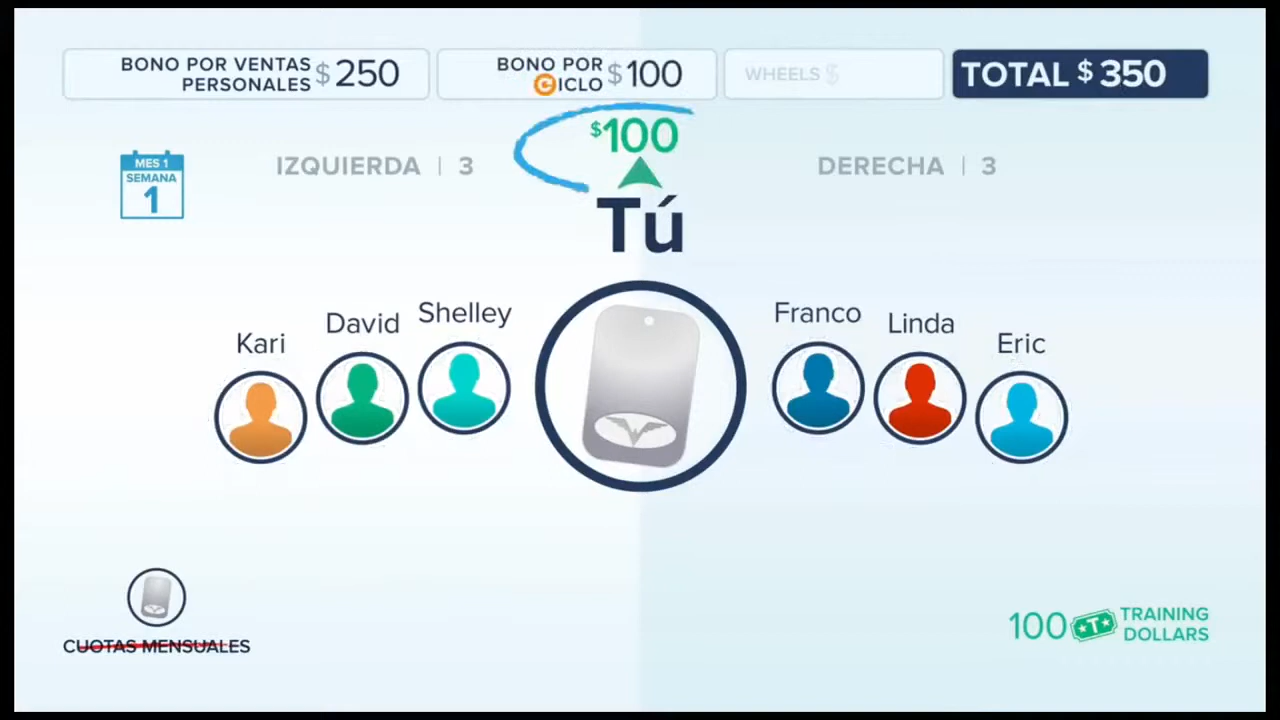 BONO POR VENTAS
PERSONALES $250
BONO POR
CICLO $100
WHEELS $
TOTAL $350
$100
MES 1
SEMANA
1
IZQUIERDA | 3
DERECHA | 3
Tú
Kari
David
Shelley
Franco
Linda
Eric
CUOTAS MENSUALES
100 T TRAINING
DOLLARS